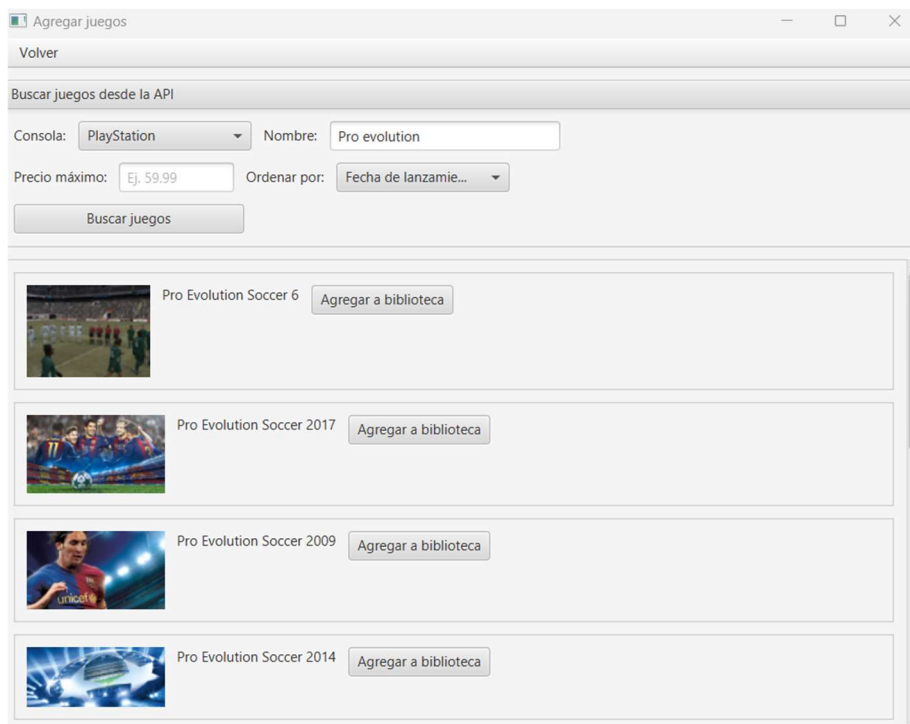 Agregar juegos
Volver
Buscar juegos desde la API
Consola: PlayStation Nombre: Pro evolution
Precio máximo: Ej. 59.99 Ordenar por: Fecha de lanzamie...
Buscar juegos
Pro Evolution Soccer 6 Agregar a biblioteca
Pro Evolution Soccer 2017 Agregar a biblioteca
11
Pro Evolution Soccer 2009 Agregar a biblioteca
unicef
Pro Evolution Soccer 2014 Agregar a biblioteca